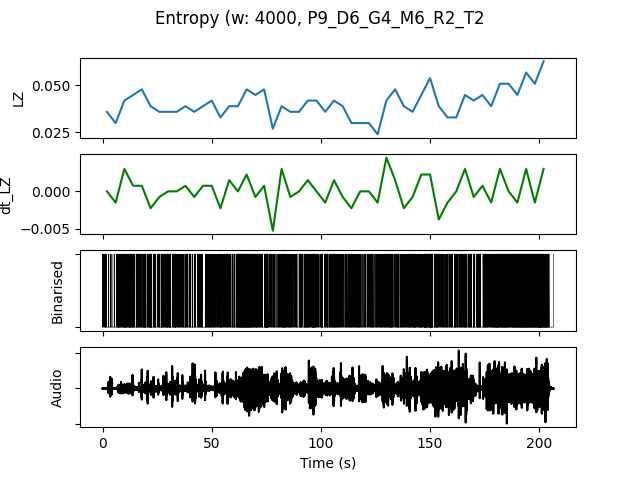 Entropy (w: 4000, P9_D6_G4_M6_R2_T2
LZ
0.050
0.025
dt_LZ
0.000
−0.005
Binarised
Audio
0
50
100
150
200
Time (s)